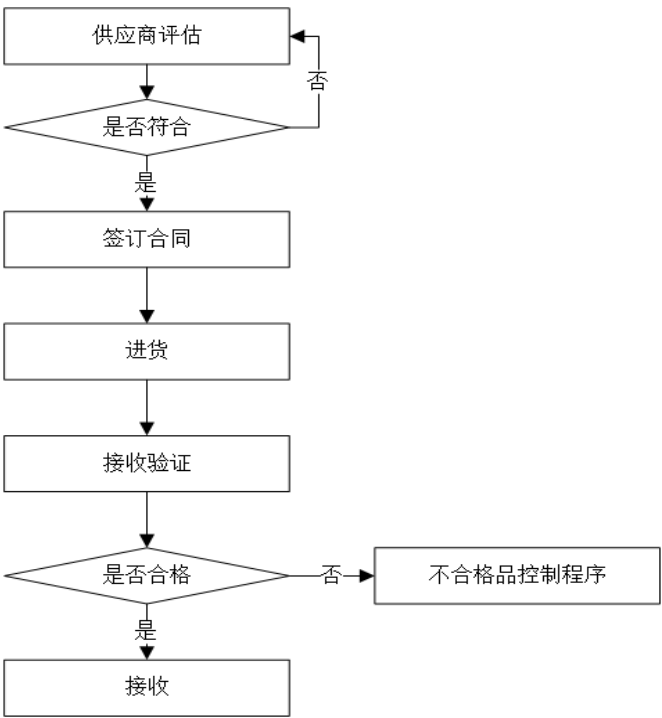 供应商评估
否
是否符合
是
签订合同
进货
接收验证
是否合格
否
不合格品控制程序
是
接收